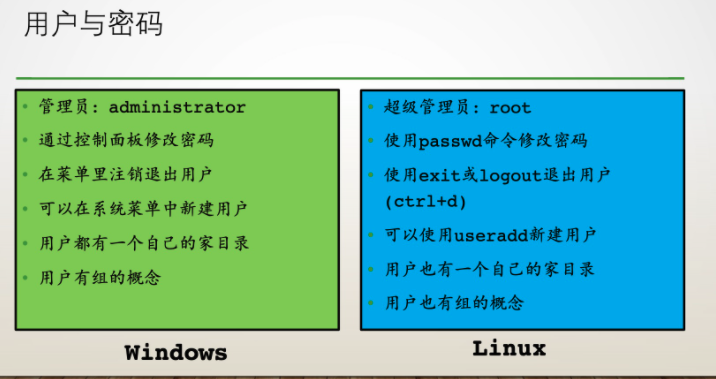 用户与密码
管理员: administrator
通过控制面板修改密码
在菜单里注销退出用户
可以在系统菜单中新建用户
用户都有一个自己的家目录
用户有组的概念
Windows
超级管理员: root
使用passwd命令修改密码
使用exit或logout退出用户
(ctrl+d)
可以使用useradd新建用户
用户也有一个自己的家目录
用户也有组的概念
Linux